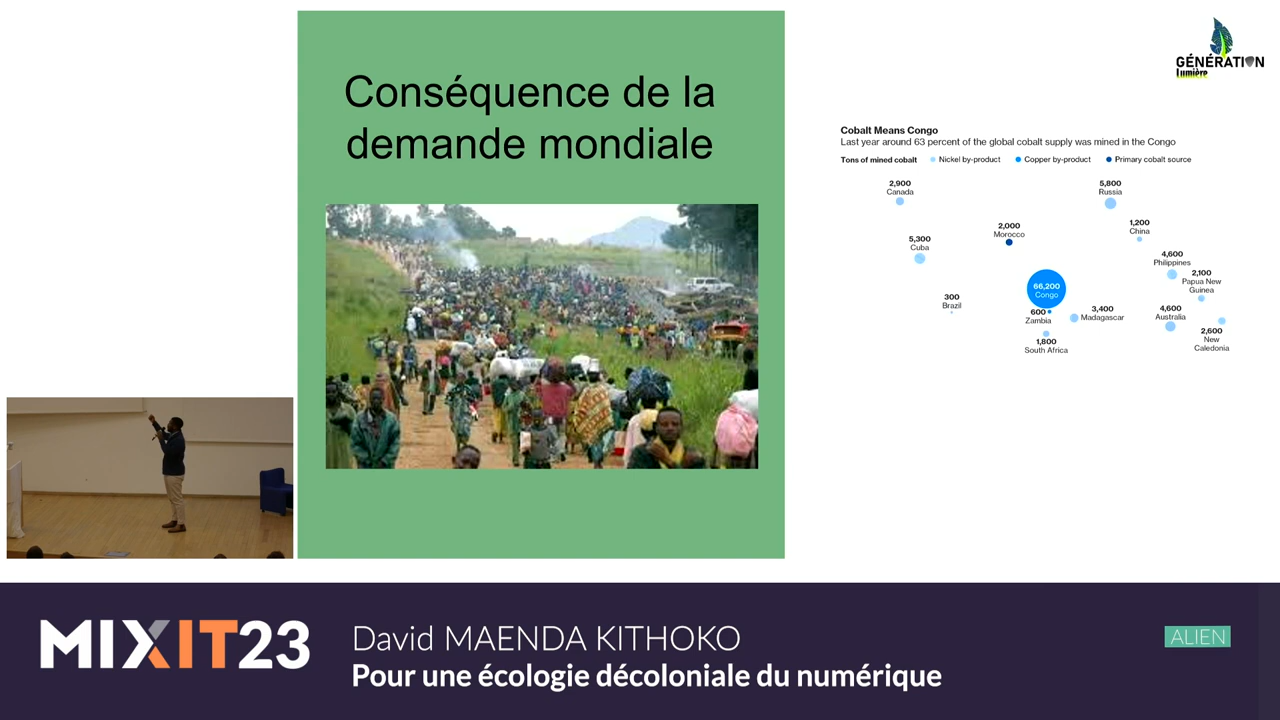 Conséquence de la
demande mondiale
GÉNÉRATION
Lumière
Cobalt Means Congo
Last year around 63 percent of the global cobalt supply was mined in the Congo
Tons of mined cobalt Nickel by-product Copper by-product Primary cobalt source
2,900
Canada
5,800
Russia
2,000
Morocco
1,200
China
5,300
Cuba
4,600
Philippines
2,100
Papua New
Guinea
66,200
Congo
300
Brazil
600
Zambia
3,400
Madagascar
4,600
Australia
1,800
South Africa
2,600
New
Caledonia
MIXIT23
David MAENDA KITHOKO
Pour une écologie décoloniale du numérique
ALIEN